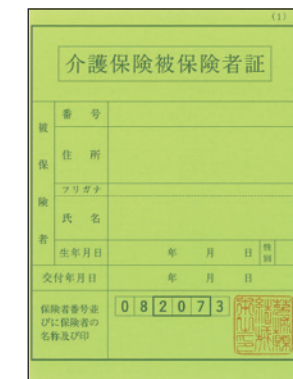 (1)
介護保険被保険者証
被保険者
番号
住所
フリガナ
氏名
生年月日 年 月 日 性別
交付年月日 年 月 日
保険者番号並
びに保険者の
名称及び印
082073